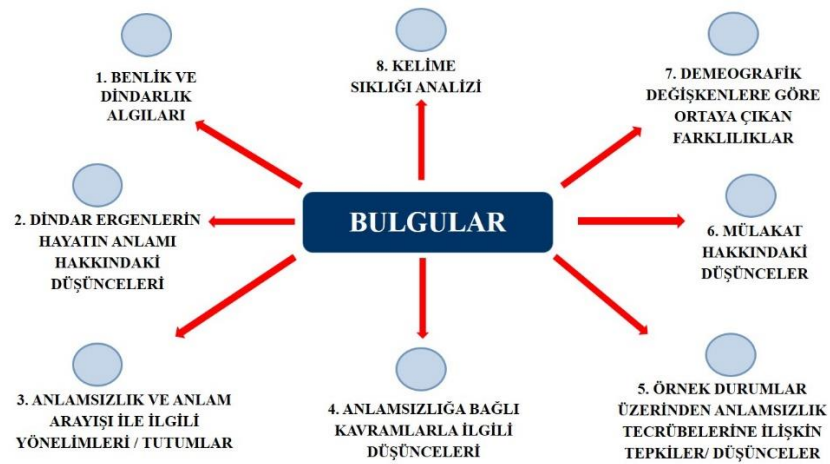 1. BENLİK VE
DİNDARLIK
ALGILARI
8. KELİME
SIKLIĞI ANALİZİ
7. DEMEOGRAFİK
DEĞİŞKENLERE GÖRE
ORTAYA ÇIKAN
FARKLILIKLAR
2. DİNDAR ERGENLERİN
HAYATIN ANLAMI
HAKKINDAKİ
DÜŞÜNCELERİ
BULGULAR
6. MÜLAKAT
HAKKINDAKİ
DÜŞÜNCELER
3. ANLAMSIZLIK VE ANLAM
ARAYIŞI İLE İLGİLİ
YÖNELİMLERİ / TUTUMLAR
4. ANLAMSIZLIĞA BAĞLI
KAVRAMLARLA İLGİLİ
DÜŞÜNCELERİ
5. ÖRNEK DURUMLAR
ÜZERİNDEN ANLAMSIZLIK
TECRÜBELERİNE İLİŞKİN
TEPKİLER/ DÜŞÜNCELER